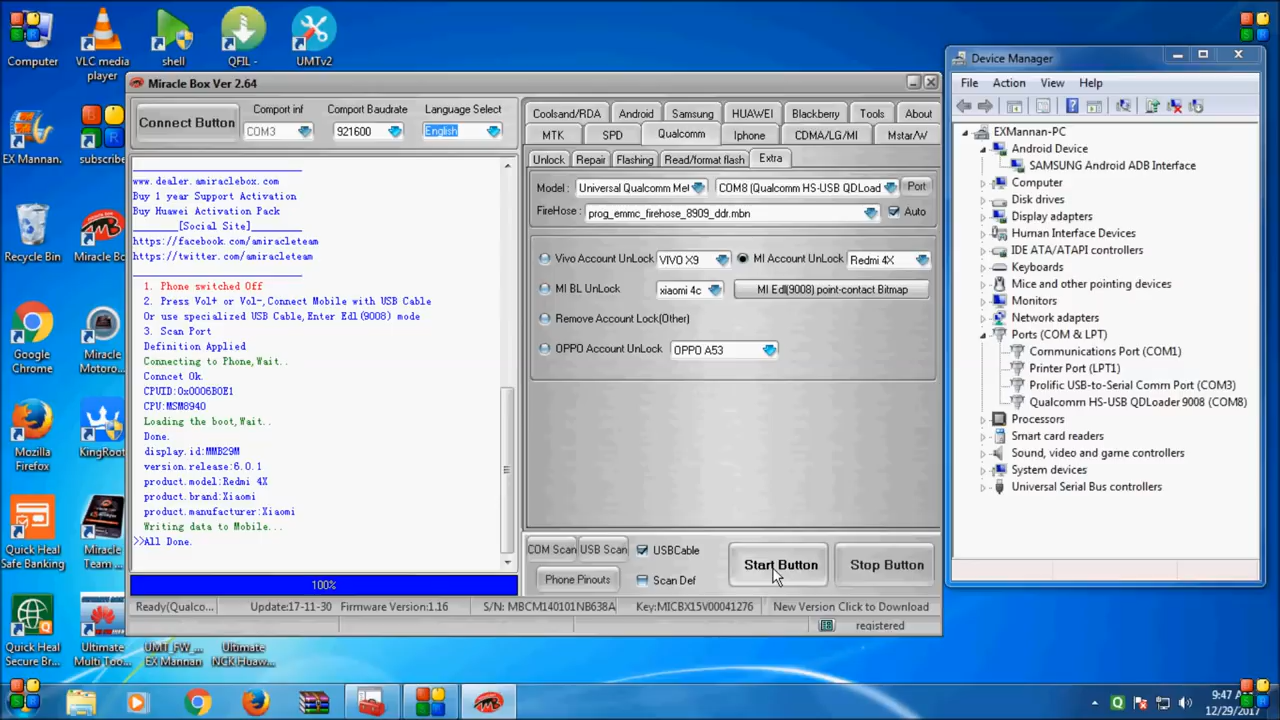 Computer
VLC media player
shell
QFIL -
UMTv2
EX Mannan.
subscribe
Recycle Bin
Miracle Bo
Google Chrome
Miracle Motoro...
Mozilla Firefox
KingRoot
Quick Heal Safe Banking
Miracle Team ...
Quick Heal Secure Br...
Ultimate Multi Too...
UMT_FW_... EX Mannan
Ultimate NCK Huaw...
Miracle Box Ver 2.64
Connect Button
Comport inf
COM3
Comport Baudrate
921600
Language Select
English
www.dealer.amiraclebox.com
Buy 1 year Support Activation
Buy Huawei Activation Pack
[Social Site]
https://facebook.com/amiracleteam
https://twitter.com/amiracleteam
1. Phone switched Off
2. Press Vol+ or Vol-,Connect Mobile with USB Cable
Or use specialized USB Cable,Enter Edl(9008) mode
3. Scan Port
Definition Applied
Connecting to Phone,Wait..
Conncet Ok.
CPUID:0x0006B0E1
CPU:MSM8940
Loading the boot,Wait..
Done.
display.id:MMB29M
version.release:6.0.1
product.model:Redmi 4X
product.brand:Xiaomi
product.manufacturer:Xiaomi
Writing data to Mobile...
>>All Done.
100%
Coolsand/RDA Android Samsung HUAWEI Blackberry Tools About
MTK SPD Qualcomm Iphone CDMA/LG/MI Mstar/W
Unlock Repair Flashing Read/format flash Extra
Model : Universal Qualcomm Mel COM8 (Qualcomm HS-USB QDLoad Port
FireHose : prog_emmc_firehose_8909_ddr.mbn Auto
Vivo Account UnLock VIVO X9 MI Account UnLock Redmi 4X
MI BL UnLock xiaomi 4c MI Edl(9008) point-contact Bitmap
Remove Account Lock(Other)
OPPO Account UnLock OPPO A53
COM Scan USB Scan USBCable Start Button Stop Button
Phone Pinouts Scan Def
Ready(Qualco... Update:17-11-30 Firmware Version:1.16 S/N: MBCM140101NB638A Key:MICBX15V00041276 New Version Click to Download
registered
Device Manager
File Action View Help
EXMannan-PC
Android Device
SAMSUNG Android ADB Interface
Computer
Disk drives
Display adapters
Human Interface Devices
IDE ATA/ATAPI controllers
Keyboards
Mice and other pointing devices
Monitors
Network adapters
Ports (COM & LPT)
Communications Port (COM1)
Printer Port (LPT1)
Prolific USB-to-Serial Comm Port (COM3)
Qualcomm HS-USB QDLoader 9008 (COM8)
Processors
Smart card readers
Sound, video and game controllers
System devices
Universal Serial Bus controllers
9:47 AM
12/29/2017